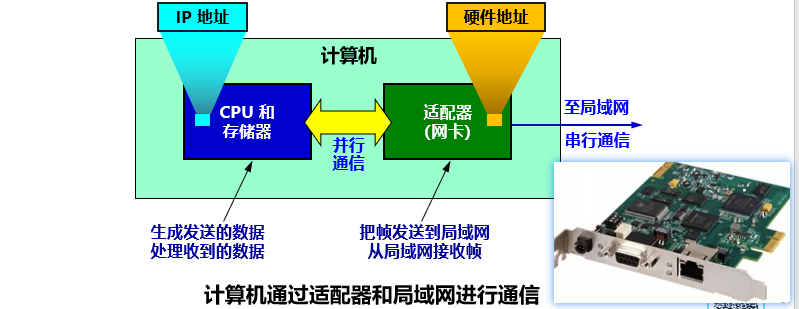 IP 地址
硬件地址
计算机
CPU 和
存储器
适配器
(网卡)
至局域网
并行
通信
串行通信
生成发送的数据
处理收到的数据
把帧发送到局域网
从局域网接收帧
计算机通过适配器和局域网进行通信